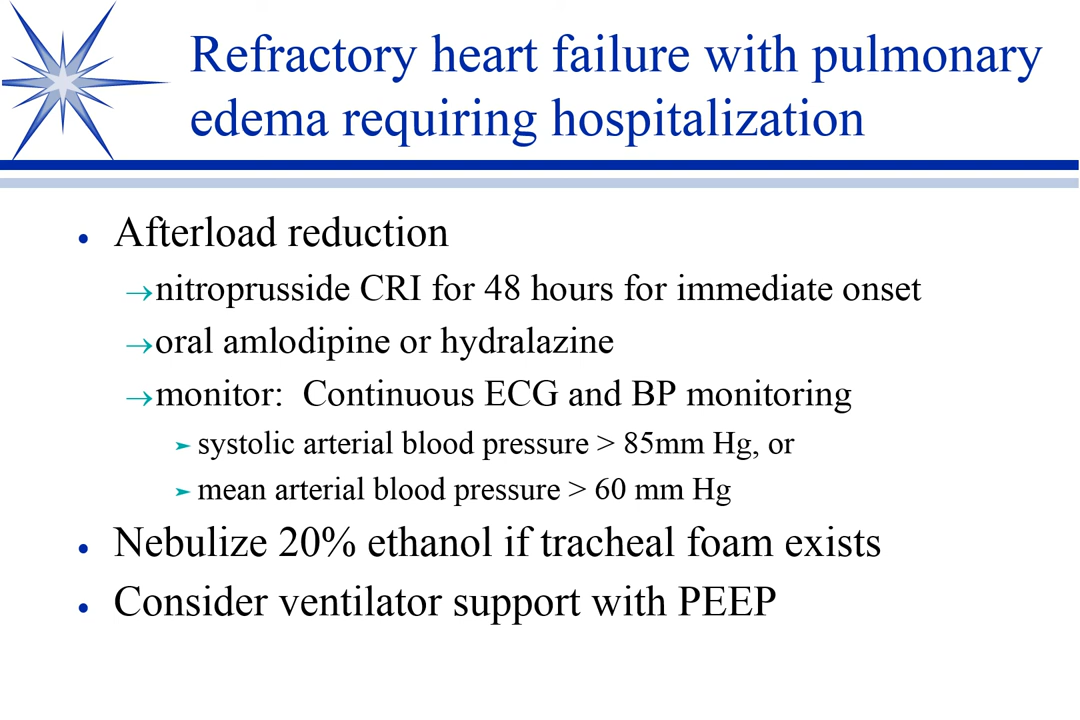 Refractory heart failure with pulmonary
edema requiring hospitalization
• Afterload reduction
→nitroprusside CRI for 48 hours for immediate onset
→oral amlodipine or hydralazine
→monitor:  Continuous ECG and BP monitoring
➢ systolic arterial blood pressure > 85mm Hg, or
➢ mean arterial blood pressure > 60 mm Hg
• Nebulize 20% ethanol if tracheal foam exists
• Consider ventilator support with PEEP